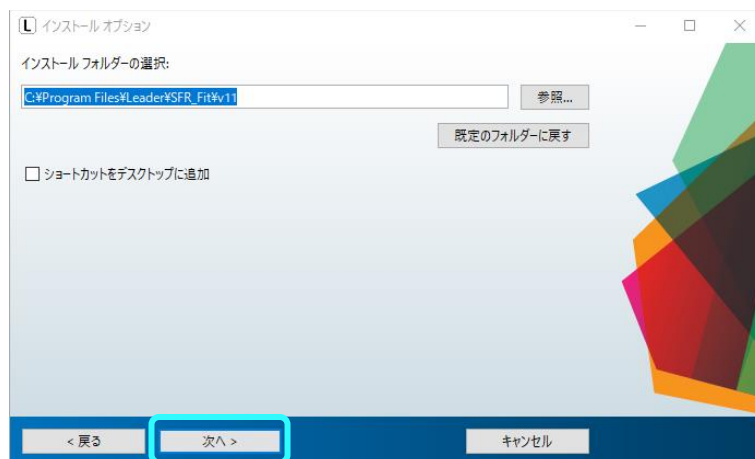 L インストール オプション
インストール フォルダーの選択:
C:¥Program Files¥Leader¥SFR_Fit¥v11
参照...
既定のフォルダーに戻す
ショートカットをデスクトップに追加
< 戻る 次へ > キャンセル